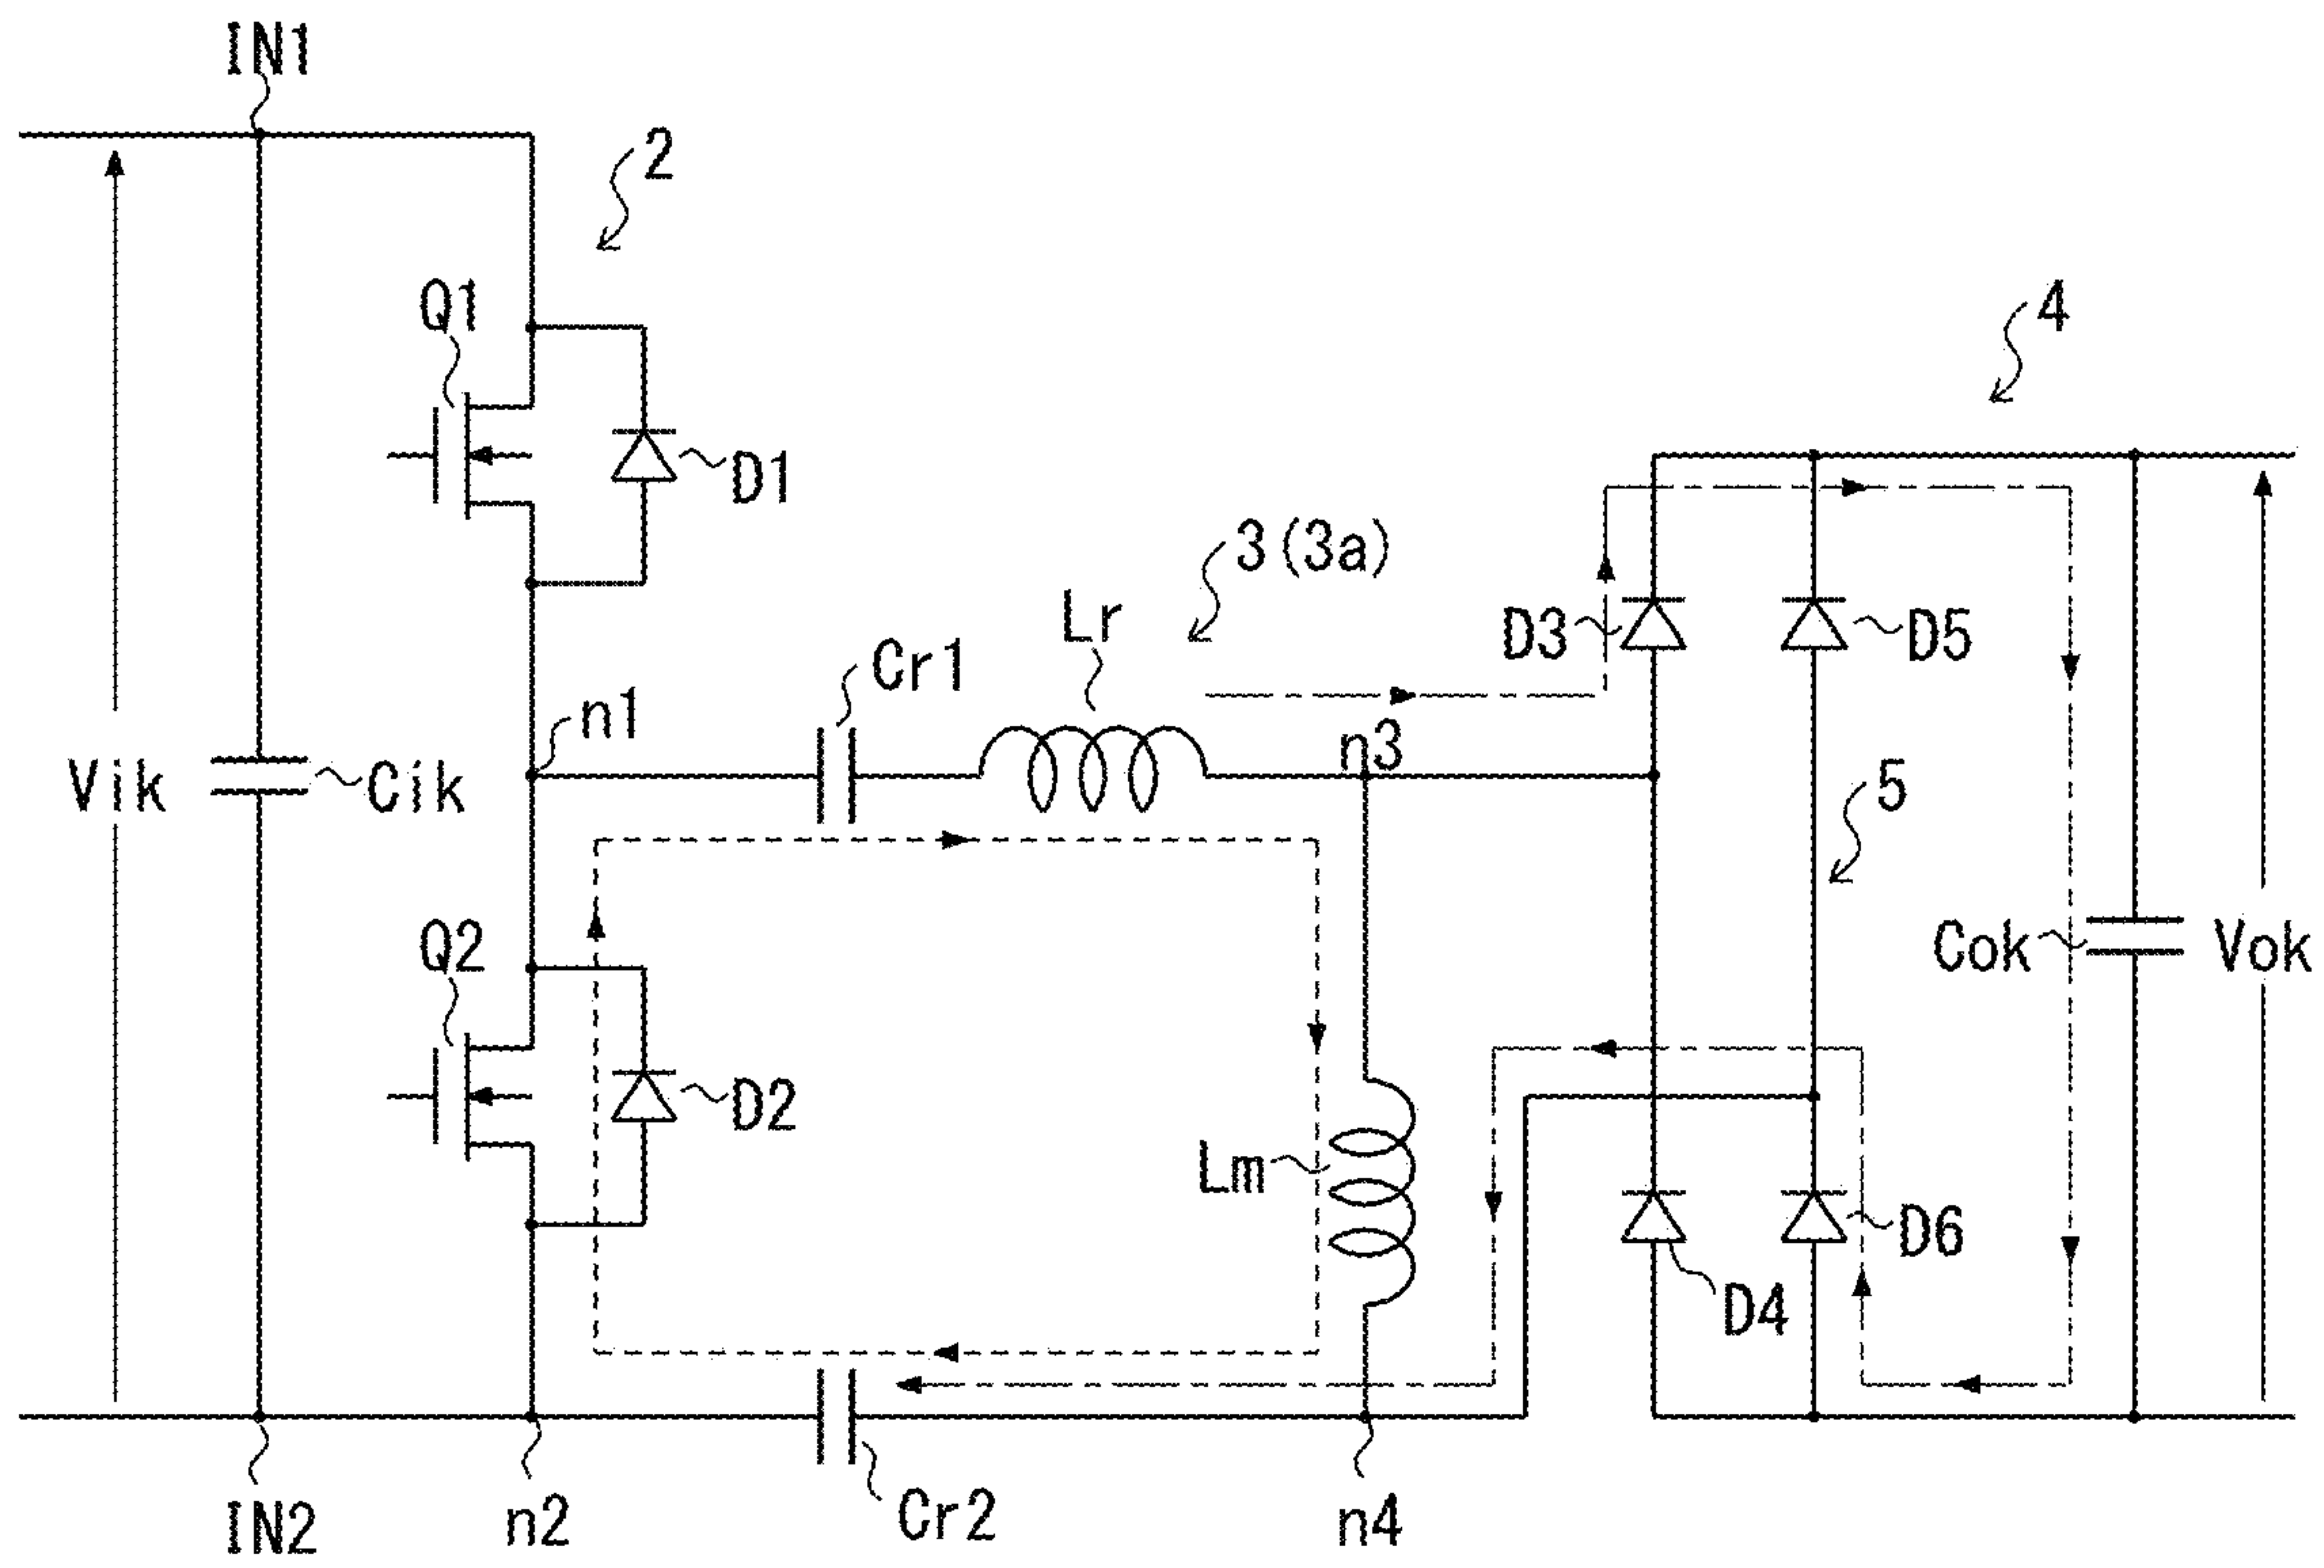 IN1
2
Q1
4
D1
3(3a)
Lr
D3
D5
Cr1
n1
n3
Vik
Cik
5
Q2
Cok
Vok
D2
Lm
D6
D4
IN2
n2
Cr2
n4